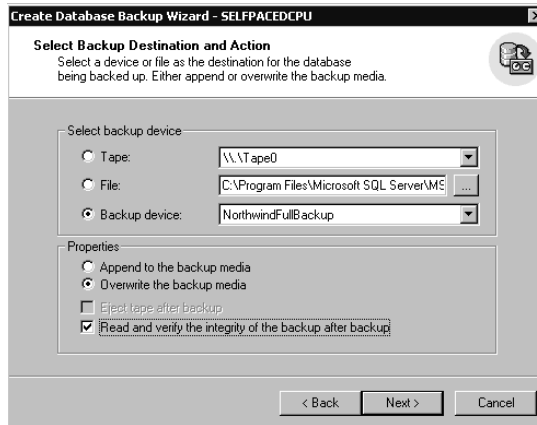 Create Database Backup Wizard - SELFPACEDCPU
Select Backup Destination and Action
Select a device or file as the destination for the database
being backed up. Either append or overwrite the backup media.
Select backup device
Tape: \\.\Tape0
File: C:\Program Files\Microsoft SQL Server\MS ...
Backup device: NorthwindFullBackup
Properties
Append to the backup media
Overwrite the backup media
Eject tape after backup
Read and verify the integrity of the backup after backup
< Back Next > Cancel